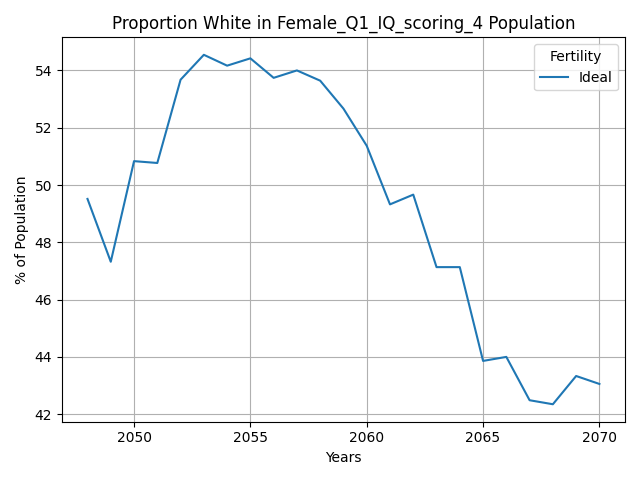 Proportion White in Female_Q1_IQ_scoring_4 Population
Fertility
Ideal
% of Population
54
52
50
48
46
44
42
2050
2055
2060
2065
2070
Years